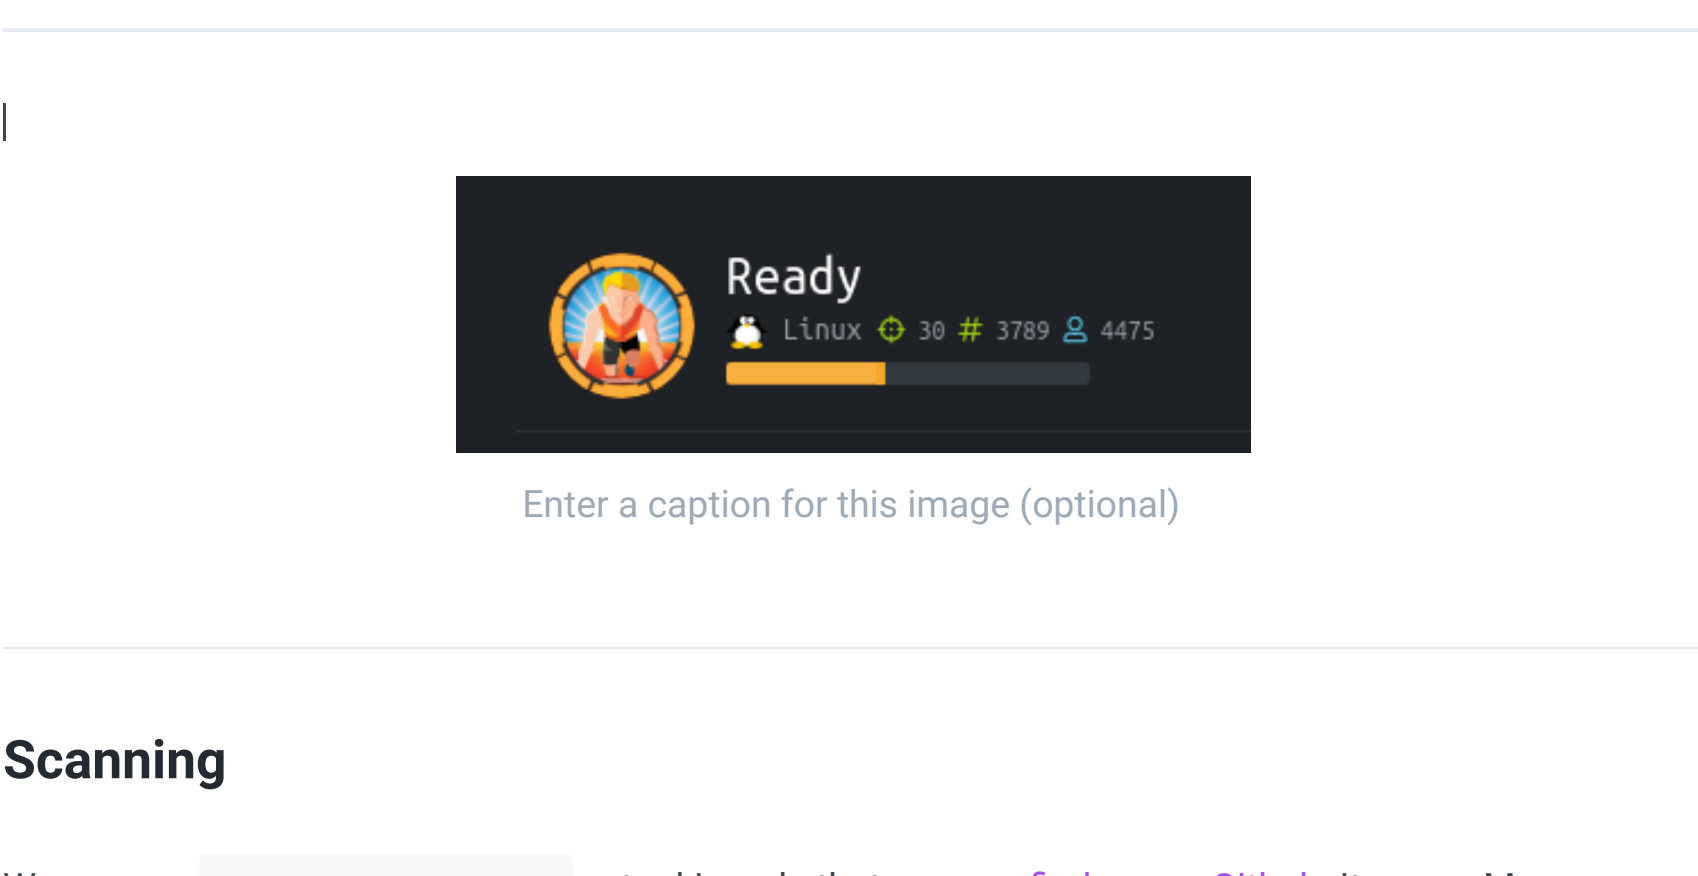 Ready
Linux 30 # 3789 4475
Enter a caption for this image (optional)
Scanning